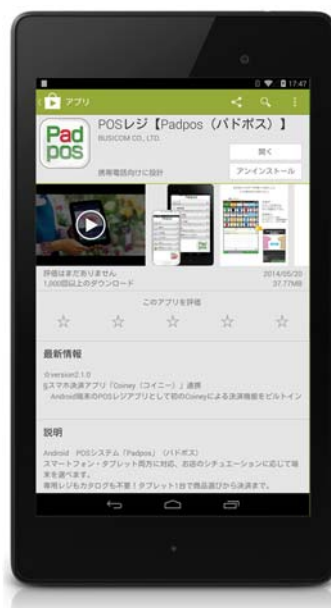 17:47
アプリ
Pad
pos
POSレジ【Padpos（パドポス）】
BUSICOM CO., LTD.
開く
携帯電話向けに設計
アンインストール
評価はまだありません
2014/05/20
1,000回以上のダウンロード
37.77MB
このアプリを評価
最新情報
☆version2.1.0
§スマホ決済アプリ「Coiney（コイニー）」連携
Android端末のPOSレジアプリとして初のCoineyによる決済機能をビルトイン
説明
Android POSシステム「Padpos」（パドポス）
スマートフォン・タブレット両方に対応、お店のシチュエーションに応じて端
末を選べます。
専用レジもカタログも不要！タブレット1台で商品選びから決済まで。